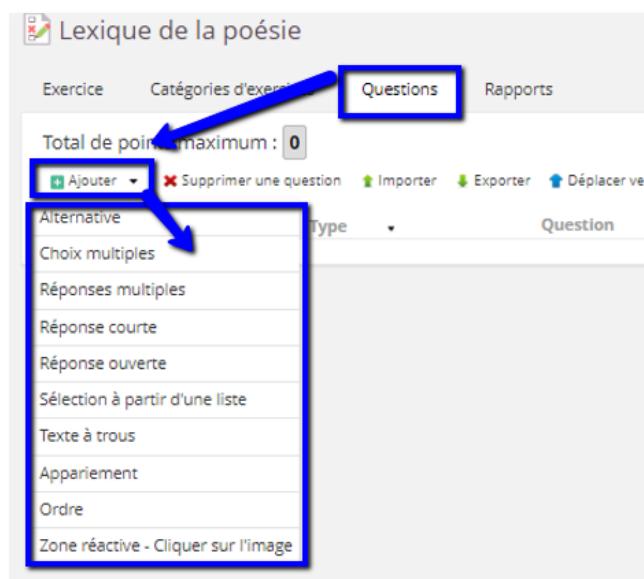 Lexique de la poésie
Exercice Catégories d'exerc Questions Rapports
Total de poin maximum : 0
Ajouter Supprimer une question Importer Exporter Déplacer ve
Alternative
Type Question
Choix multiples
Réponses multiples
Réponse courte
Réponse ouverte
Sélection à partir d'une liste
Texte à trous
Appariement
Ordre
Zone réactive - Cliquer sur l'image